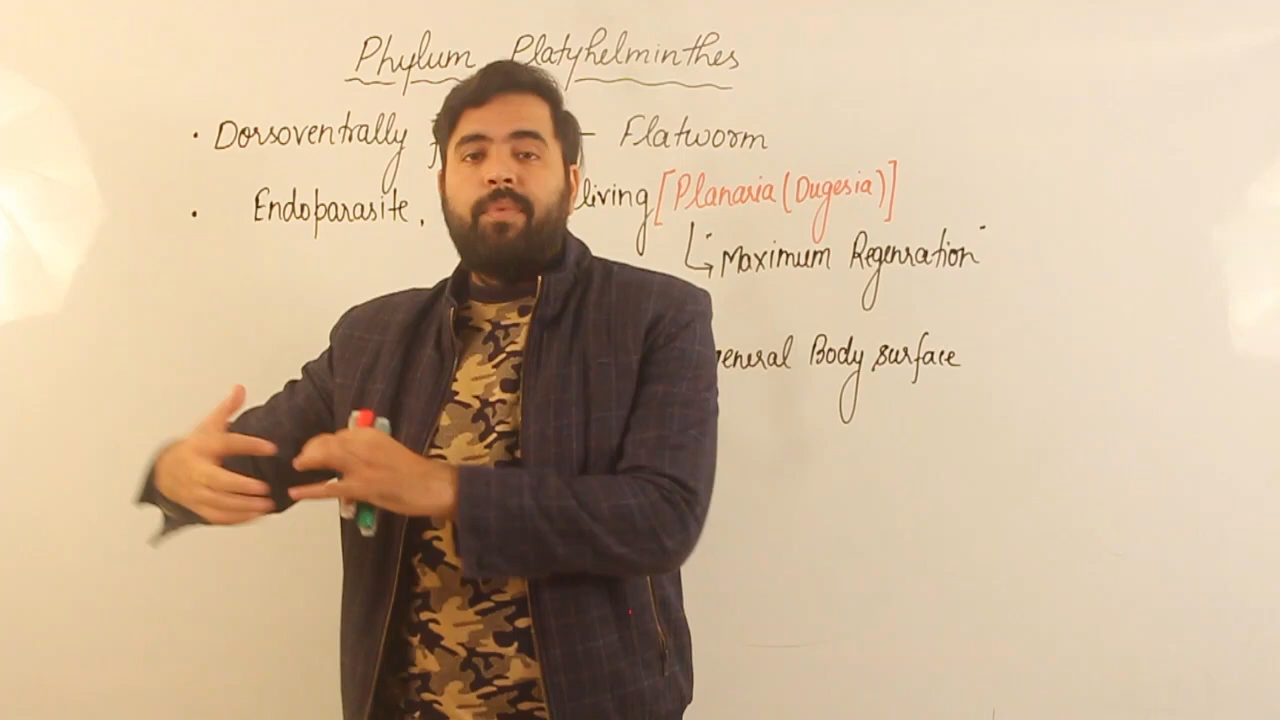 Phylum Platyhelminthes
· Dorsoventrally f - Flatworm
· Endoparasite, living [Planaria (Dugesia)]
↳ "Maximum Regenration"
eneral Body surface